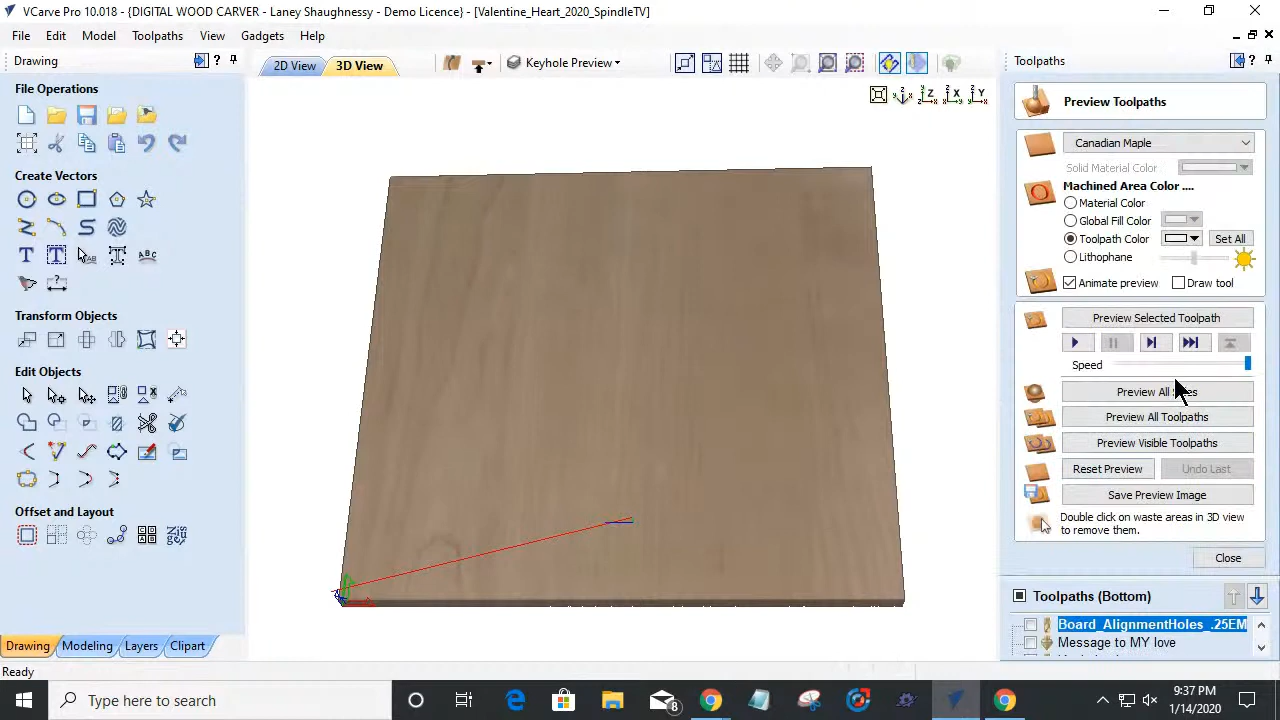 VCarve Pro 10.018 - {DIGITAL WOOD CARVER - Laney Shaughnessy - Demo Licence} - [Valentine_Heart_2020_SpindleTV]
File Edit Model Toolpaths View Gadgets Help
Drawing
2D View 3D View Keyhole Preview
Toolpaths
File Operations
Create Vectors
Transform Objects
Edit Objects
Offset and Layout
Preview Toolpaths
Canadian Maple
Solid Material Color
Machined Area Color ....
Material Color
Global Fill Color
Toolpath Color Set All
Lithophane
Animate preview Draw tool
Preview Selected Toolpath
Speed
Preview All
Preview All Toolpaths
Preview Visible Toolpaths
Reset Preview Undo Last
Save Preview Image
Double click on waste areas in 3D view
to remove them.
Close
Toolpaths (Bottom)
Board_AlignmentHoles_.25EM
Message to MY love
Drawing Modeling Layers Clipart
Ready
Type here to search
8
9:37 PM
1/14/2020